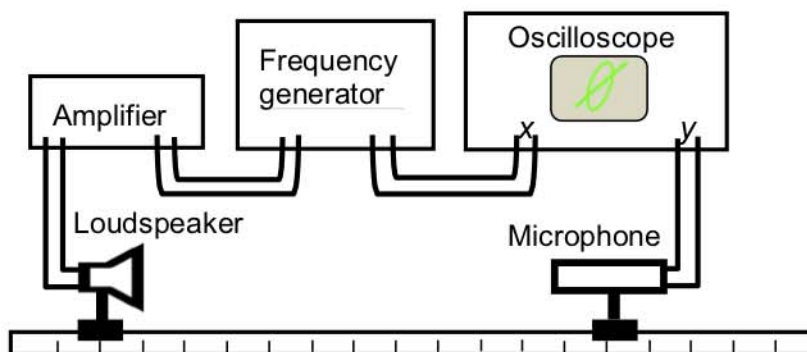 Oscilloscope
Frequency
generator
Amplifier
x
y
Loudspeaker
Microphone